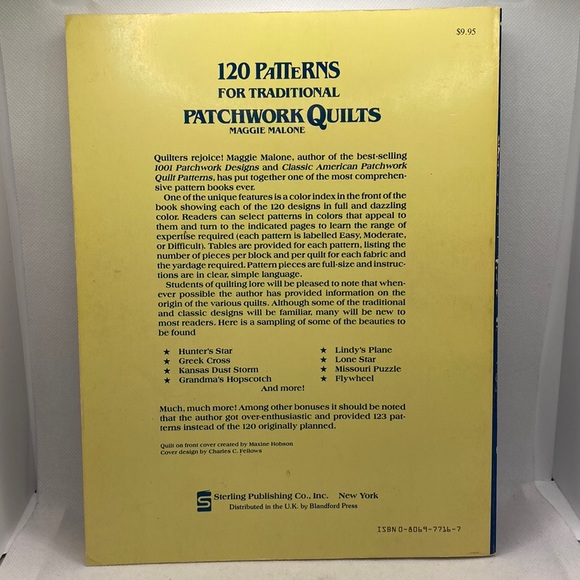 $9.95
120 PATTERNS
FOR TRADITIONAL
PATCHWORK QUILTS
MAGGIE MALONE
Quilters rejoice! Maggie Malone, author of the best-selling
1001 Patchwork Designs and Classic American Patchwork
Quilt Patterns, has put together one of the most comprehen-
sive pattern books ever.
One of the unique features is a color index in the front of the
book showing each of the 120 designs in full and dazzling
color. Readers can select patterns in colors that appeal to
them and turn to the indicated pages to learn the range of
expertise required (each pattern is labelled Easy, Moderate,
or Difficult). Tables are provided for each pattern, listing the
number of pieces per block and per quilt for each fabric and
the yardage required. Pattern pieces are full-size and instruc-
tions are in clear, simple language.
Students of quilting lore will be pleased to note that when-
ever possible the author has provided information on the
origin of the various quilts. Although some of the traditional
and classic designs will be familiar, many will be new to
most readers. Here is a sampling of some of the beauties to
be found
★ Hunter's Star
★ Greek Cross
★ Kansas Dust Storm
★ Grandma's Hopscotch
★ Lindy's Plane
★ Lone Star
★ Missouri Puzzle
★ Flywheel
And more!
Much, much more! Among other bonuses it should be noted
that the author got over-enthusiastic and provided 123 pat-
terns instead of the 120 originally planned.
Quilt on front cover created by Maxine Hobson
Cover design by Charles C. Fellows
S Sterling Publishing Co., Inc. New York
Distributed in the U.K. by Blandford Press
ISBN 0-8069-7716-7